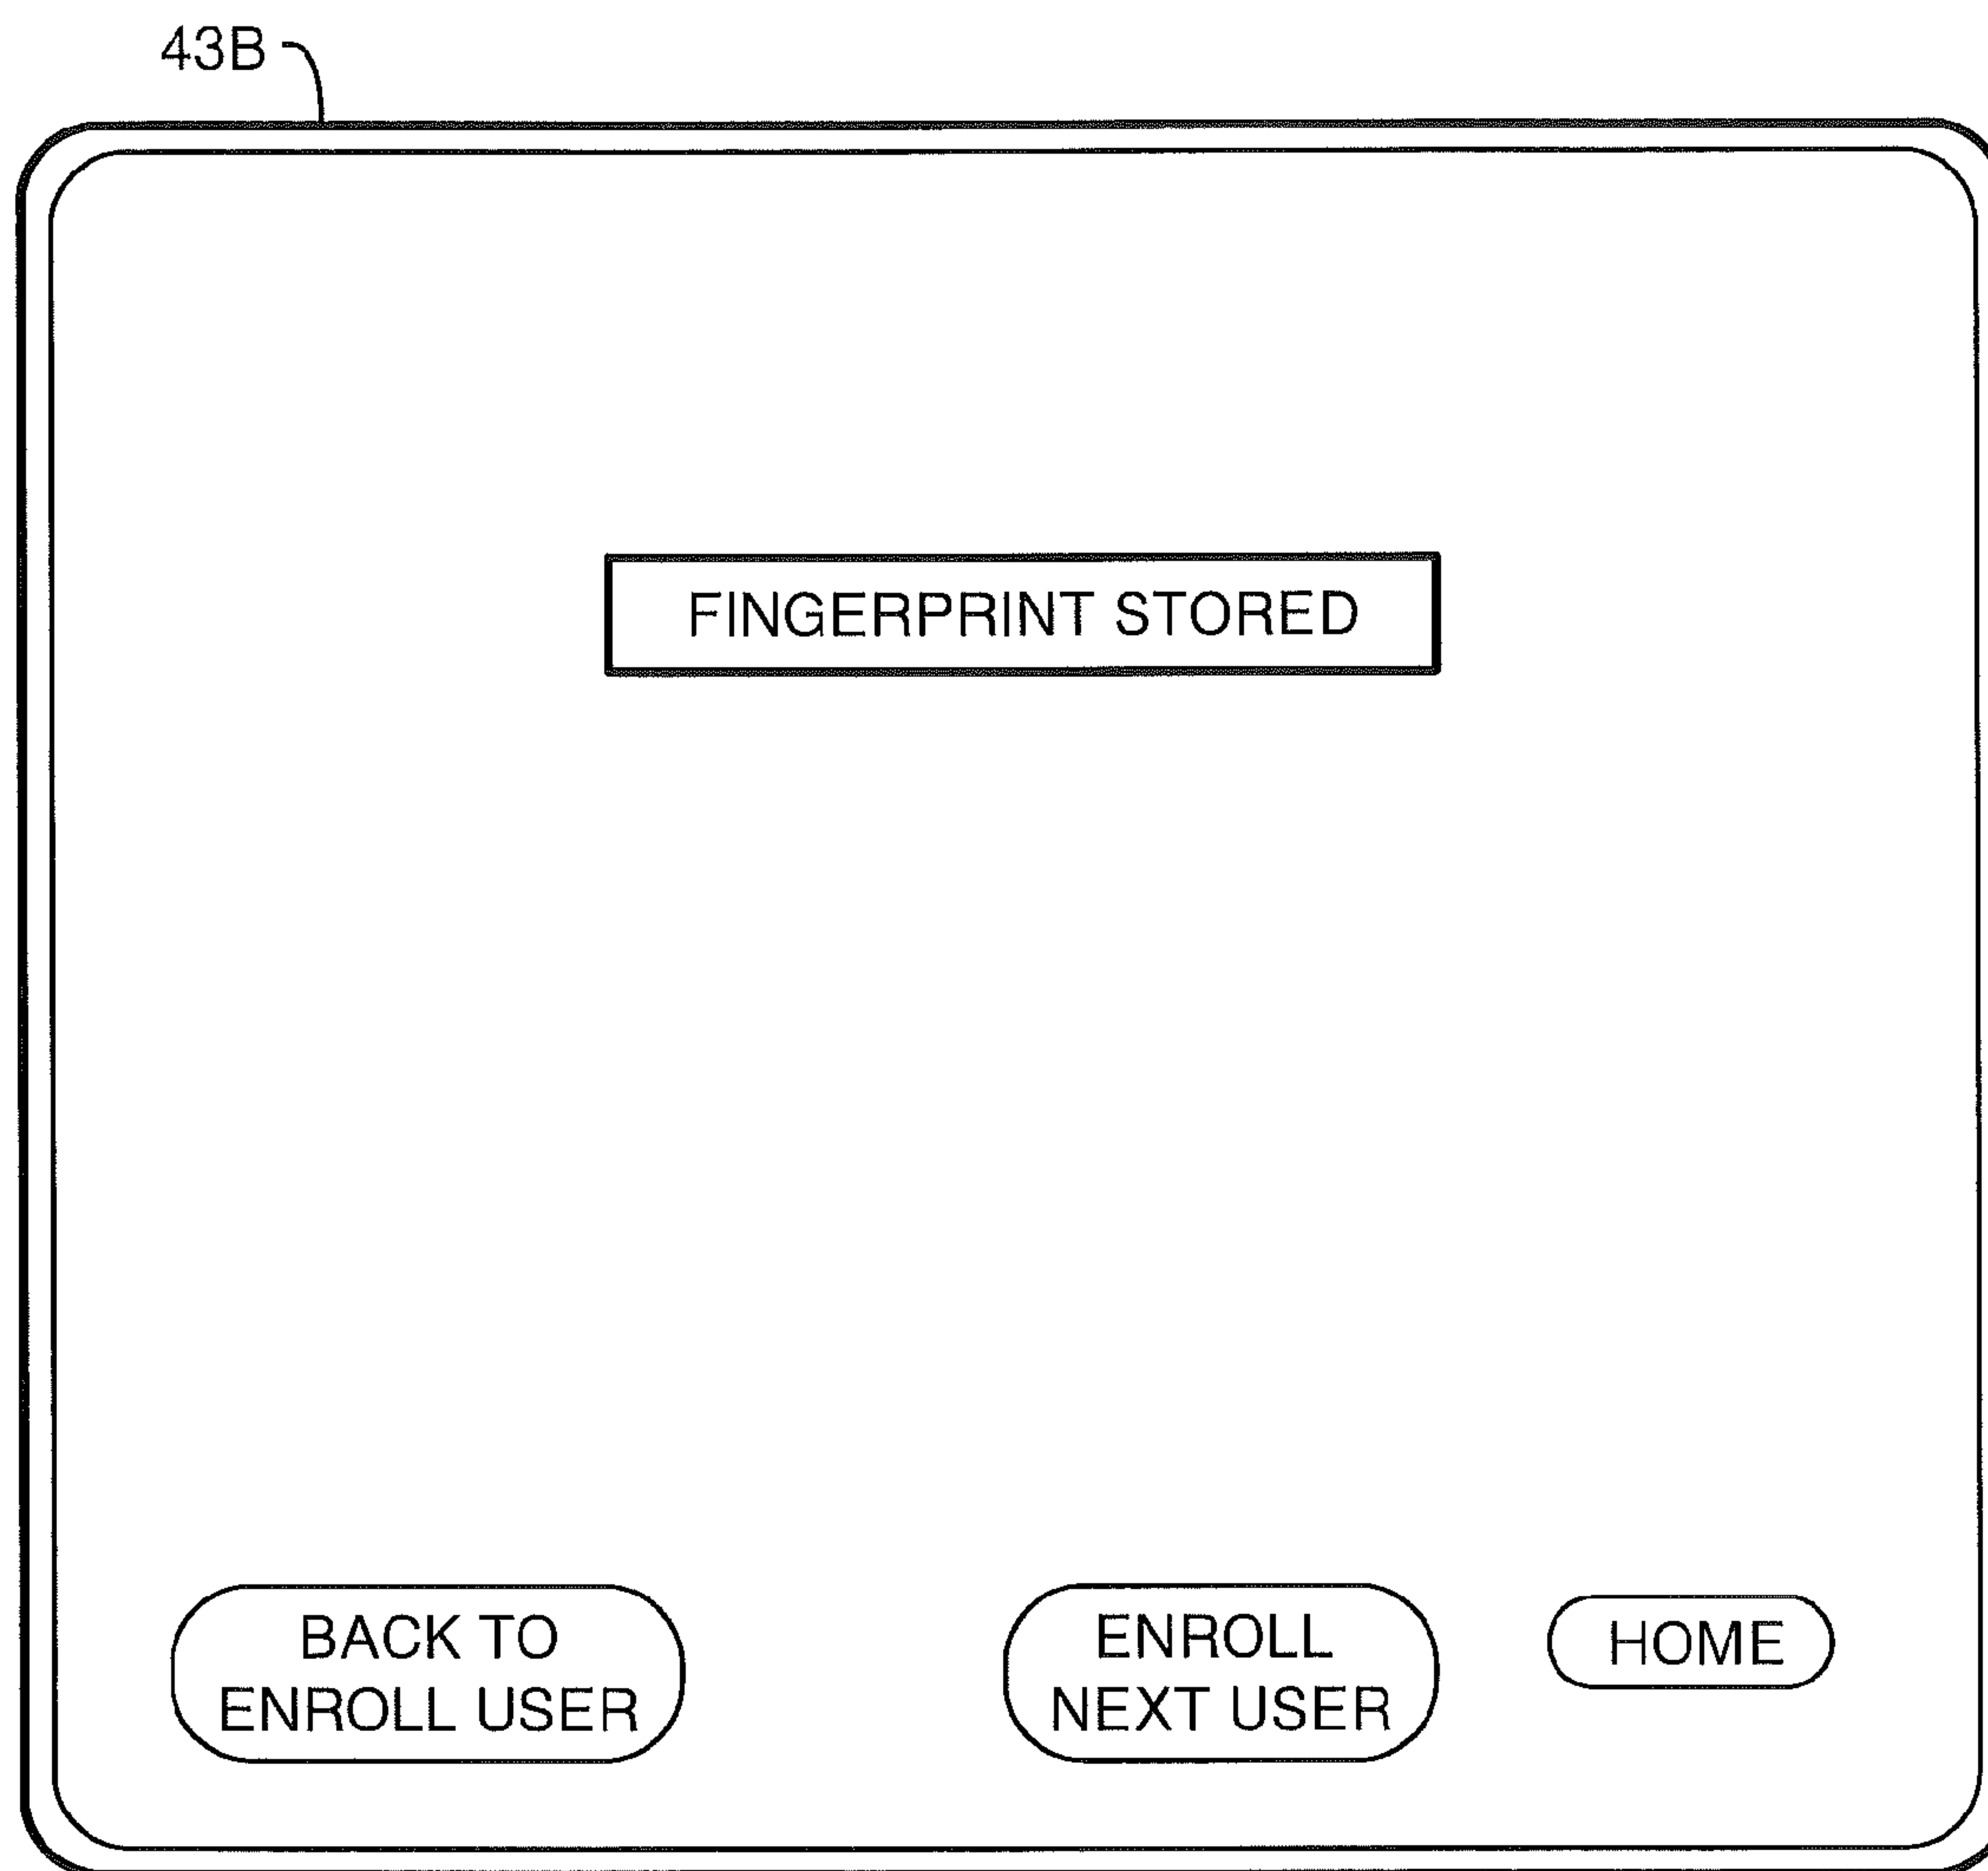 43B
FINGERPRINT STORED
BACK TO
ENROLL USER
ENROLL
NEXT USER
HOME